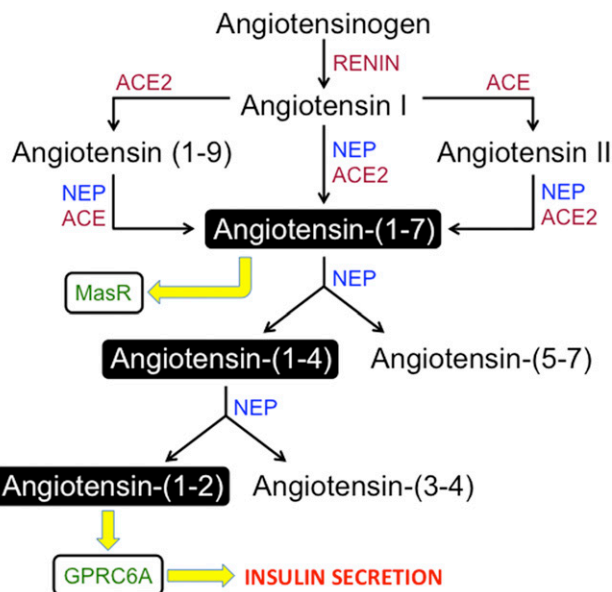 Angiotensinogen
RENIN
ACE2
ACE
Angiotensin I
Angiotensin (1-9)
NEP
ACE2
Angiotensin II
NEP
ACE
NEP
ACE2
Angiotensin-(1-7)
MasR
NEP
Angiotensin-(1-4)
Angiotensin-(5-7)
NEP
Angiotensin-(1-2)
Angiotensin-(3-4)
GPRC6A
INSULIN SECRETION